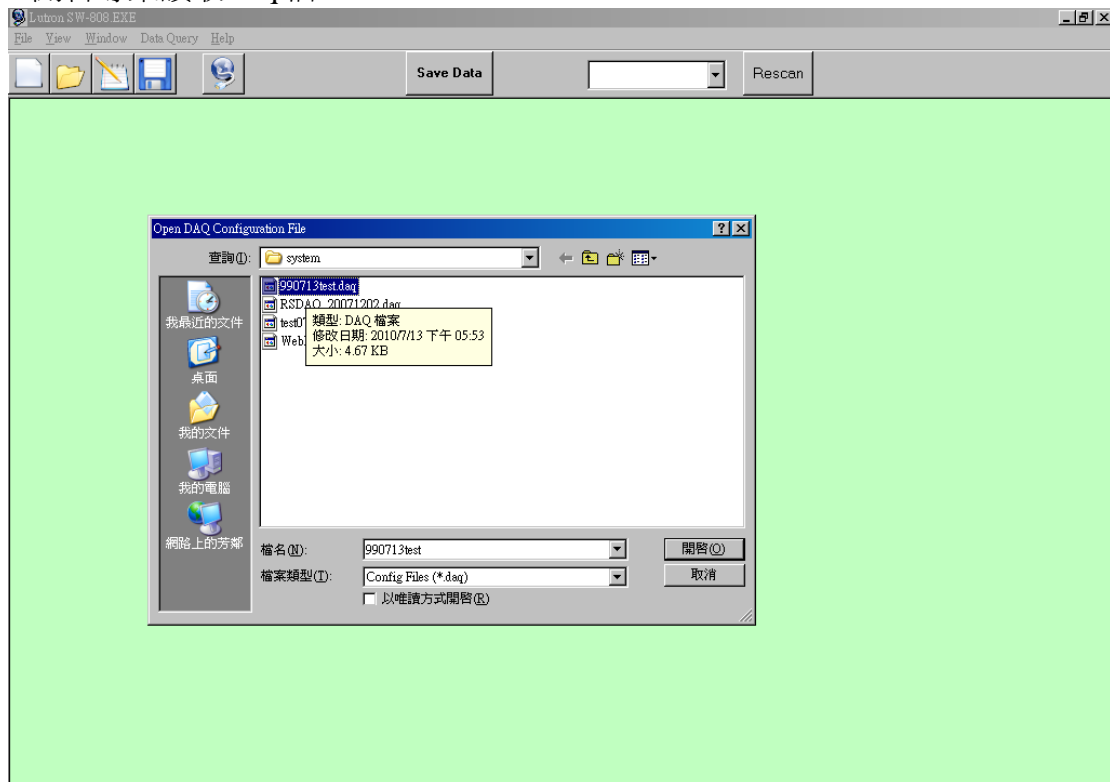 Lutron SW-808.EXE
File View Window Data Query Help
Save Data
Rescan
Open DAQ Configuration File
查詢(I):
system
990713test.daq
RSDAQ_20071202.daq
test0
Web
類型: DAQ 檔案
修改日期: 2010/7/13 下午 05:53
大小: 4.67 KB
我最近的文件
桌面
我的文件
我的電腦
網路上的芳鄰
檔名(N):
990713test
開啓(O)
檔案類型(T):
Config Files (*.daq)
取消
以唯讀方式開啓(R)